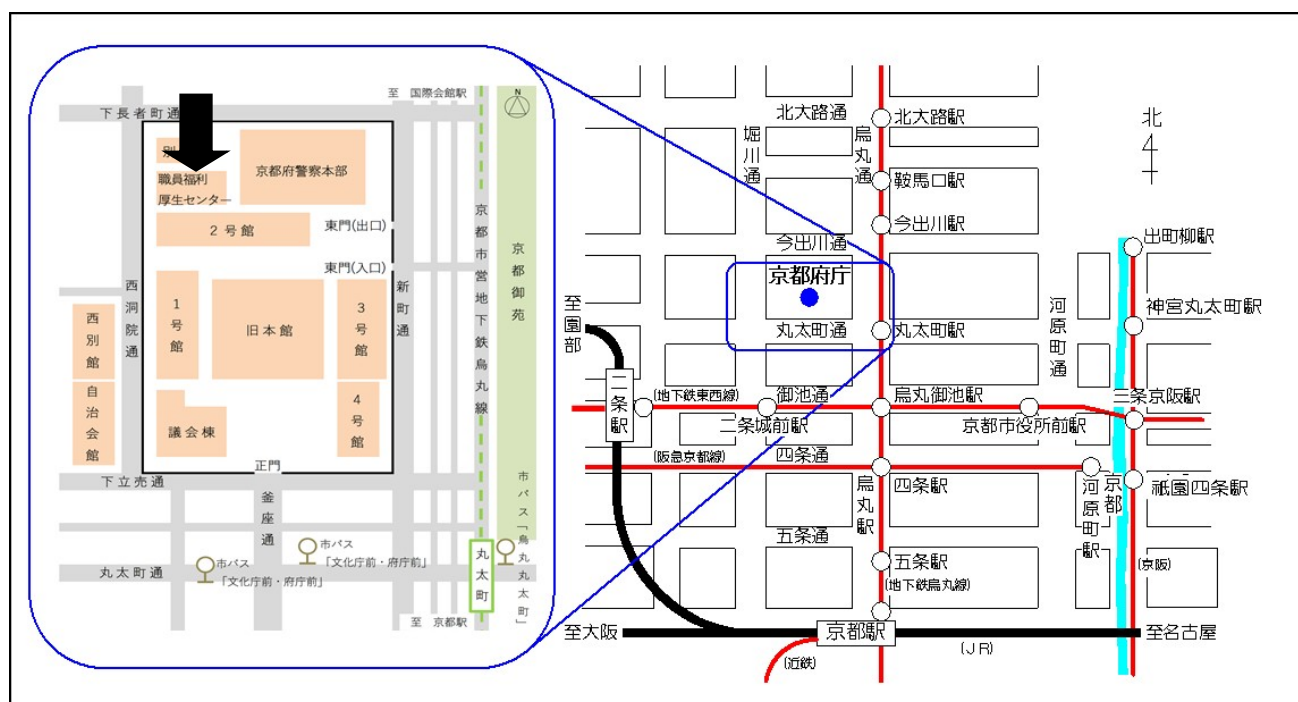 至 国際会館駅
下長者町通
N
別
職員福利
厚生センター
京都府警察本部
2号館
東門(出口)
東門(入口)
西洞院通
新町通
京都市営地下鉄烏丸線
京都御苑
1号館
旧本館
3号館
西別館
自治会館
議会棟
4号館
正門
下立売通
釜座通
市バス
「文化庁前・府庁前」
市バス
「文化庁前・府庁前」
丸太町通
丸太町
市バス「烏丸丸太町」
至 京都駅
北大路通
北大路駅
堀川通
烏丸通
北
鞍馬口駅
今出川駅
今出川通
出町柳駅
京都府庁
至園部
河原町通
神宮丸太町駅
丸太町通
丸太町駅
二条駅
(地下鉄東西線)
御池通
烏丸御池駅
三条京阪駅
二条城前駅
京都市役所前駅
(阪急京都線)
四条通
烏丸駅
四条駅
京都河原町駅
祇園四条駅
五条通
五条駅
(京阪)
(地下鉄烏丸線)
至大阪
京都駅
至名古屋
(JR)
(近鉄)